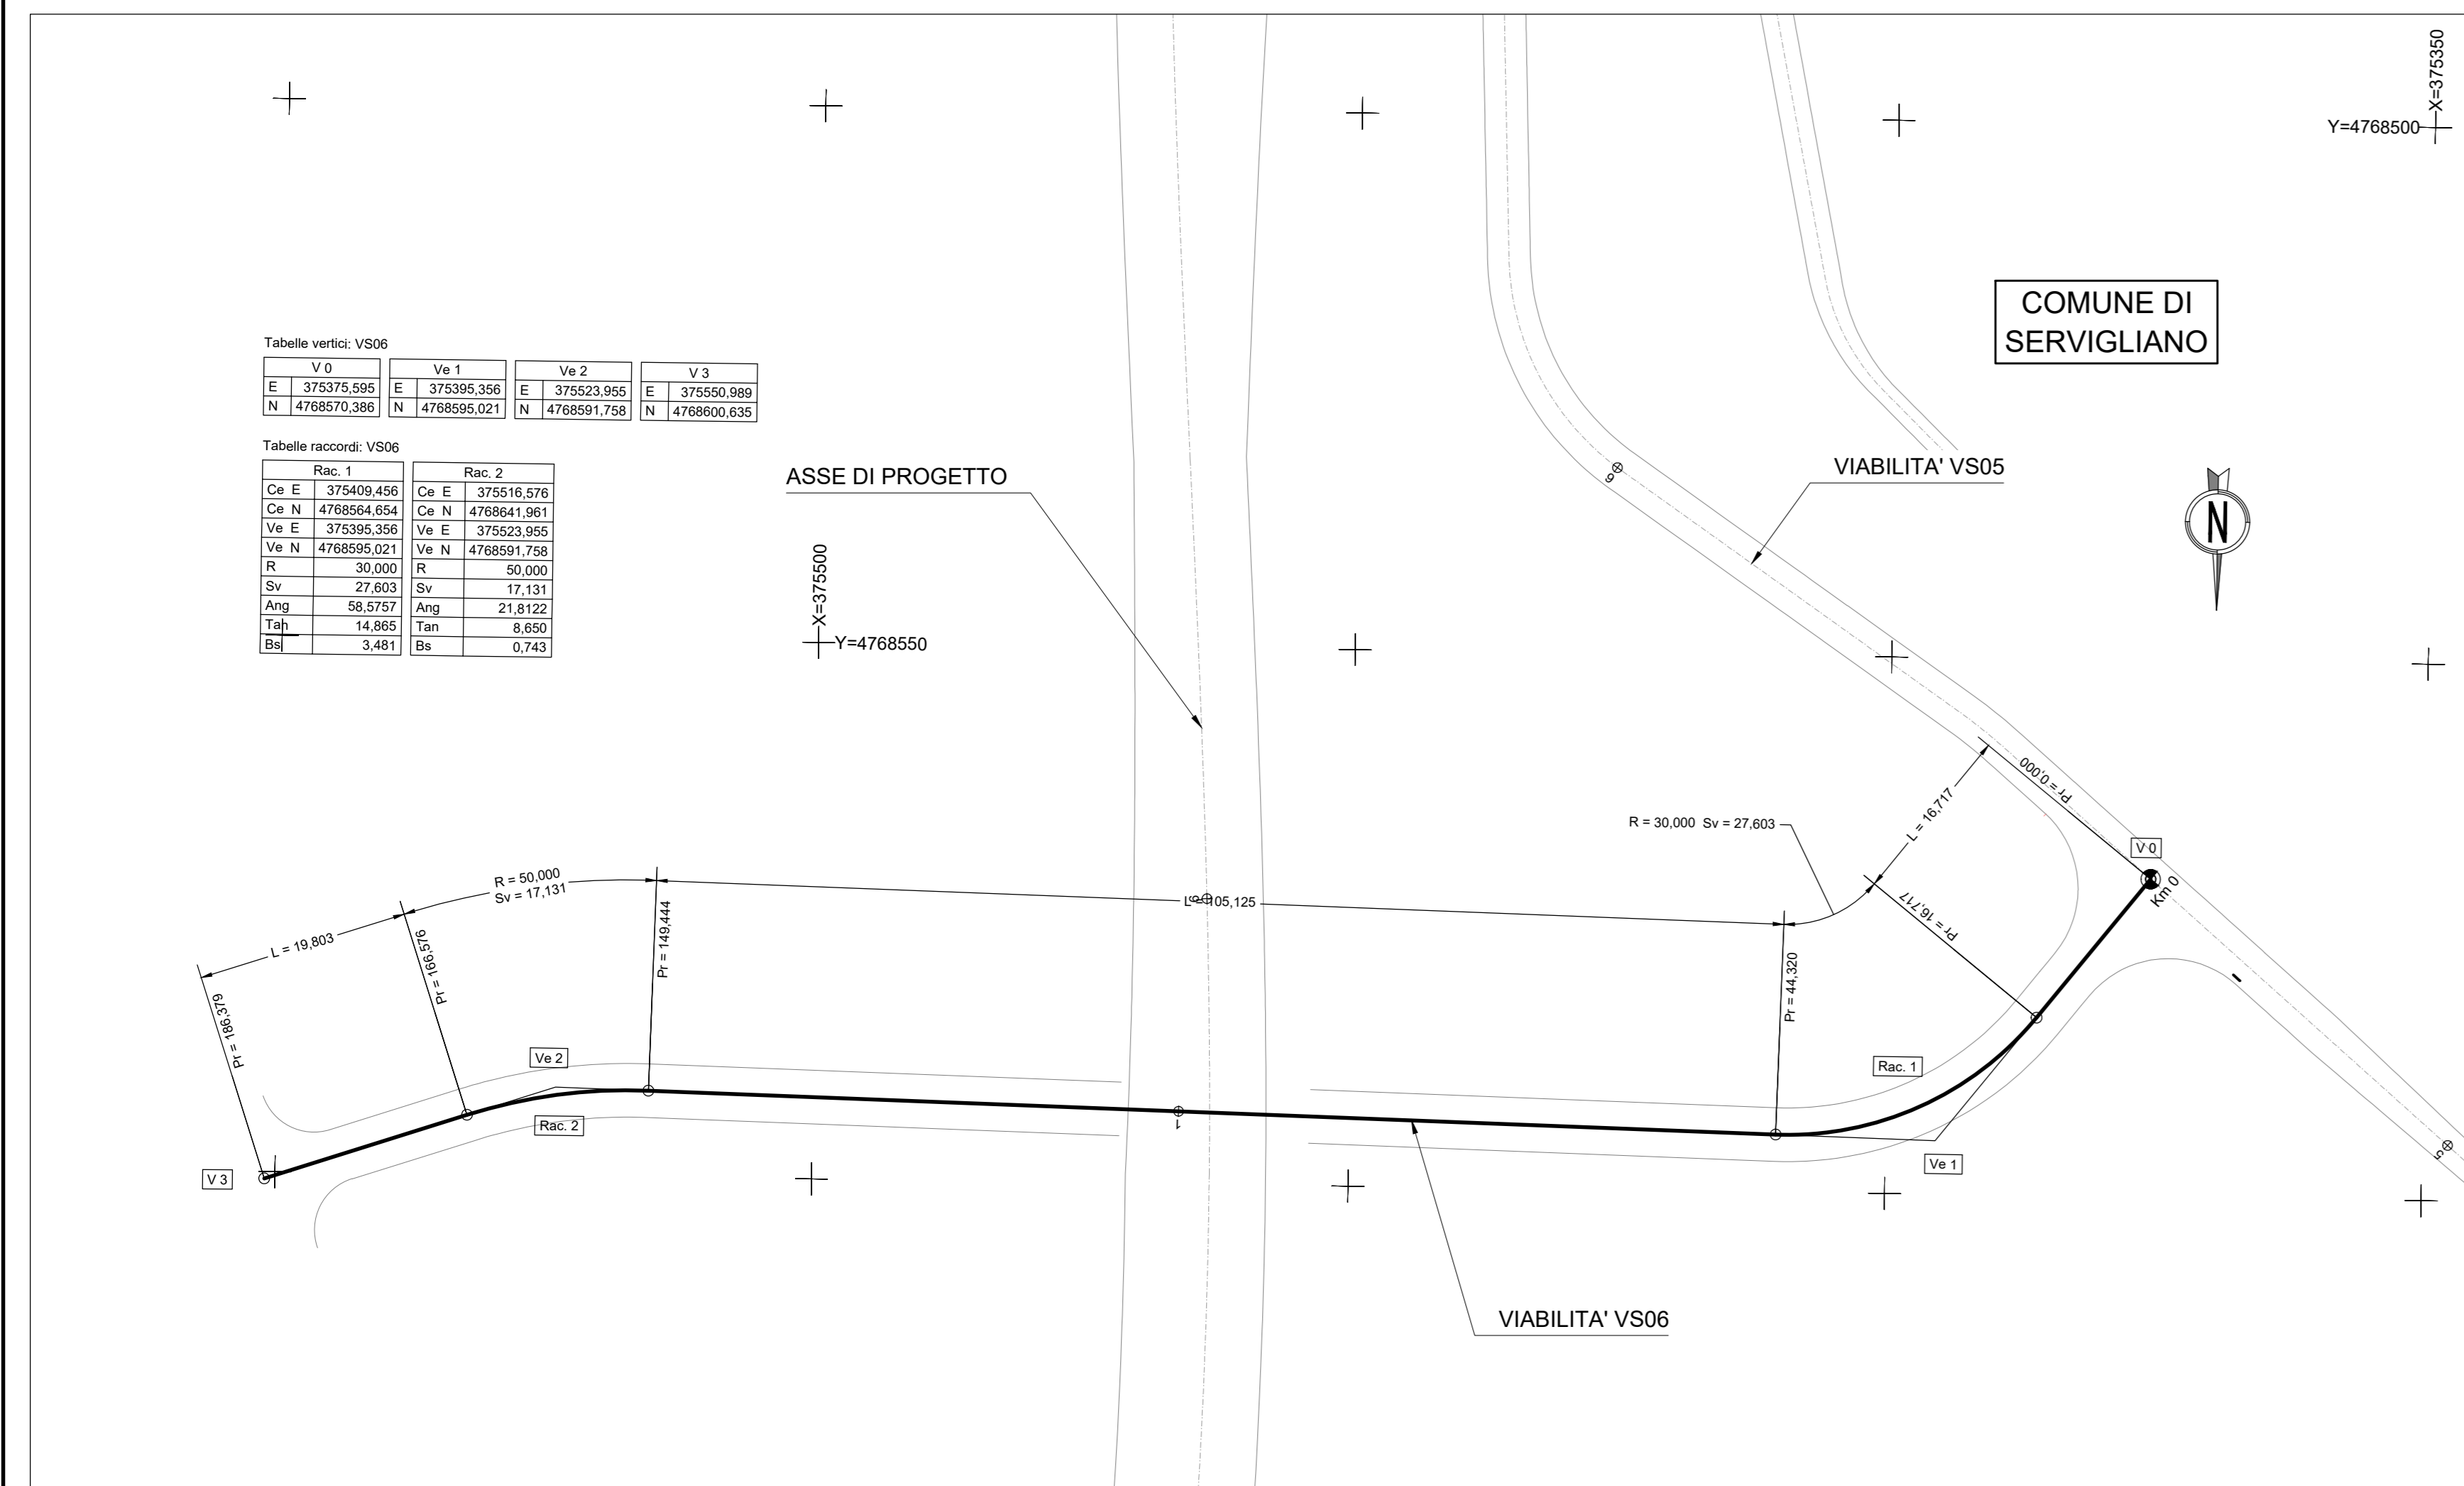 X=375350
Y=4768500
COMUNE DI
SERVIGLIANO
Tabelle vertici: VS06
V 0 Ve 1 Ve 2 V 3
E 375375,595 E 375395,356 E 375523,955 E 375550,989
N 4768570,386 N 4768595,021 N 4768591,758 N 4768600,635
Tabelle raccordi: VS06
Rac. 1 Rac. 2
Ce E 375409,456 Ce E 375516,576
Ce N 4768564,654 Ce N 4768641,961
Ve E 375395,356 Ve E 375523,955
Ve N 4768595,021 Ve N 4768591,758
R 30,000 R 50,000
Sv 27,603 Sv 17,131
Ang 58,5757 Ang 21,8122
Tan 14,865 Tan 8,650
Bs 3,481 Bs 0,743
ASSE DI PROGETTO
VIABILITA' VS05
6
N
X=375500
Y=4768550
Pr = 0,000
L = 16,717
R = 30,000 Sv = 27,603
V 0
Km 0
R = 50,000
Sv = 17,131
L = 105,125
6
Pr = 16,717
L = 19,803
Pr = 149,444
Pr = 166,576
Pr = 44,320
Pr = 186,379
Ve 2
Rac. 1
Rac. 2
1
5
Ve 1
V 3
VIABILITA' VS06